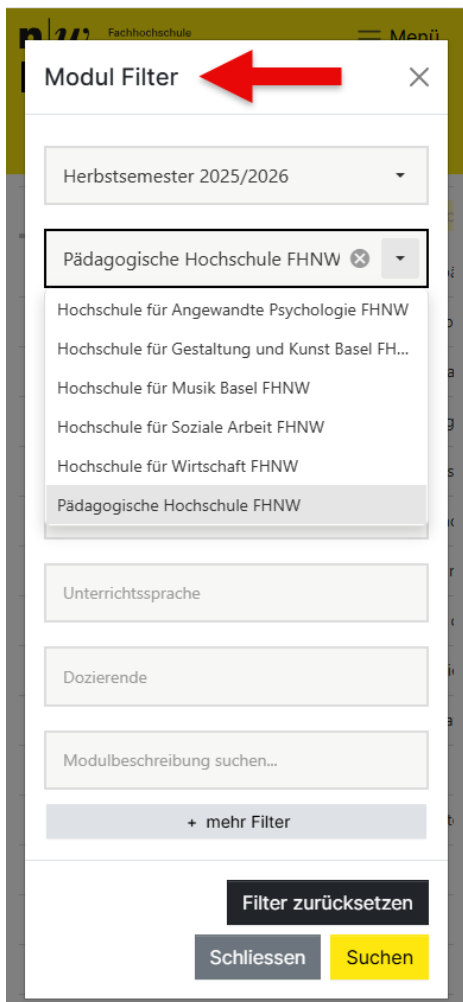 n|w Fachhochschule
Menü
Modul Filter
Herbstsemester 2025/2026
Pädagogische Hochschule FHNW
Hochschule für Angewandte Psychologie FHNW
Hochschule für Gestaltung und Kunst Basel FH...
Hochschule für Musik Basel FHNW
Hochschule für Soziale Arbeit FHNW
Hochschule für Wirtschaft FHNW
Pädagogische Hochschule FHNW
Unterrichtssprache
Dozierende
Modulbeschreibung suchen...
+ mehr Filter
Filter zurücksetzen
Schliessen
Suchen